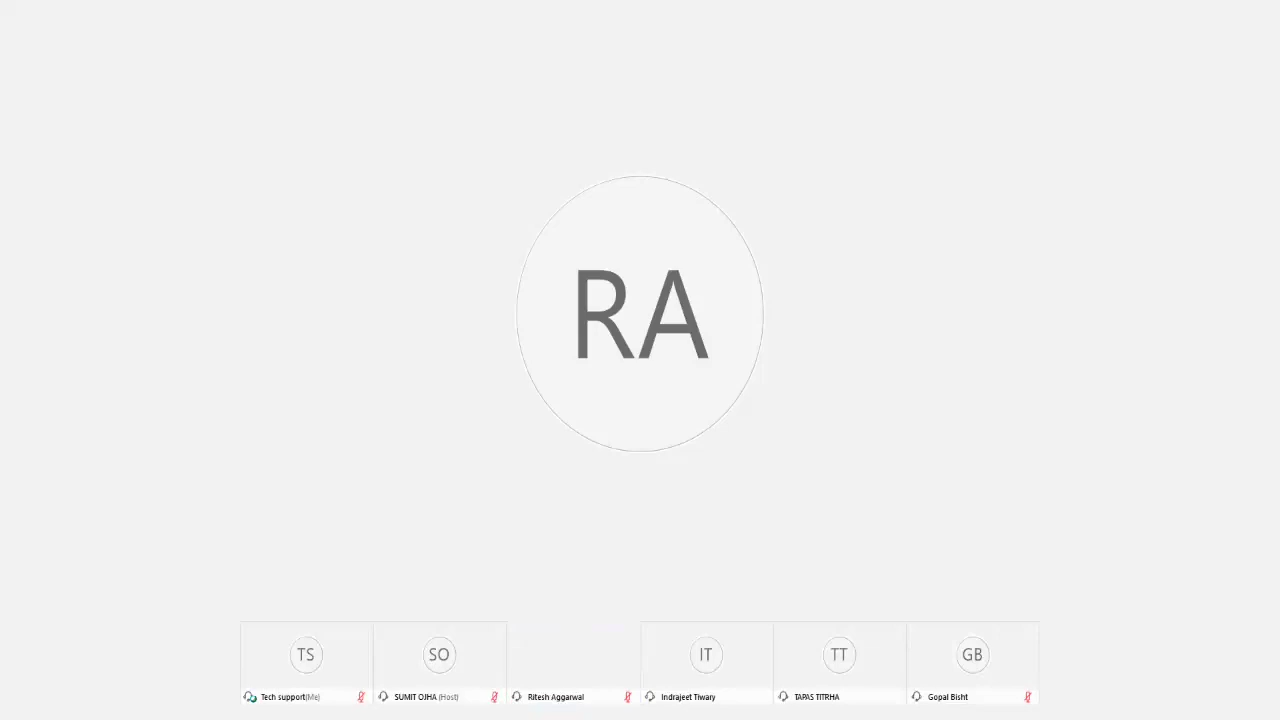 RA
TS
SO
IT
TT
GB
Tech support(Me)
SUMIT OJHA (Host)
Ritesh Aggarwal
Indrajeet Tiwary
TAPAS TITRHA
Gopal Bisht